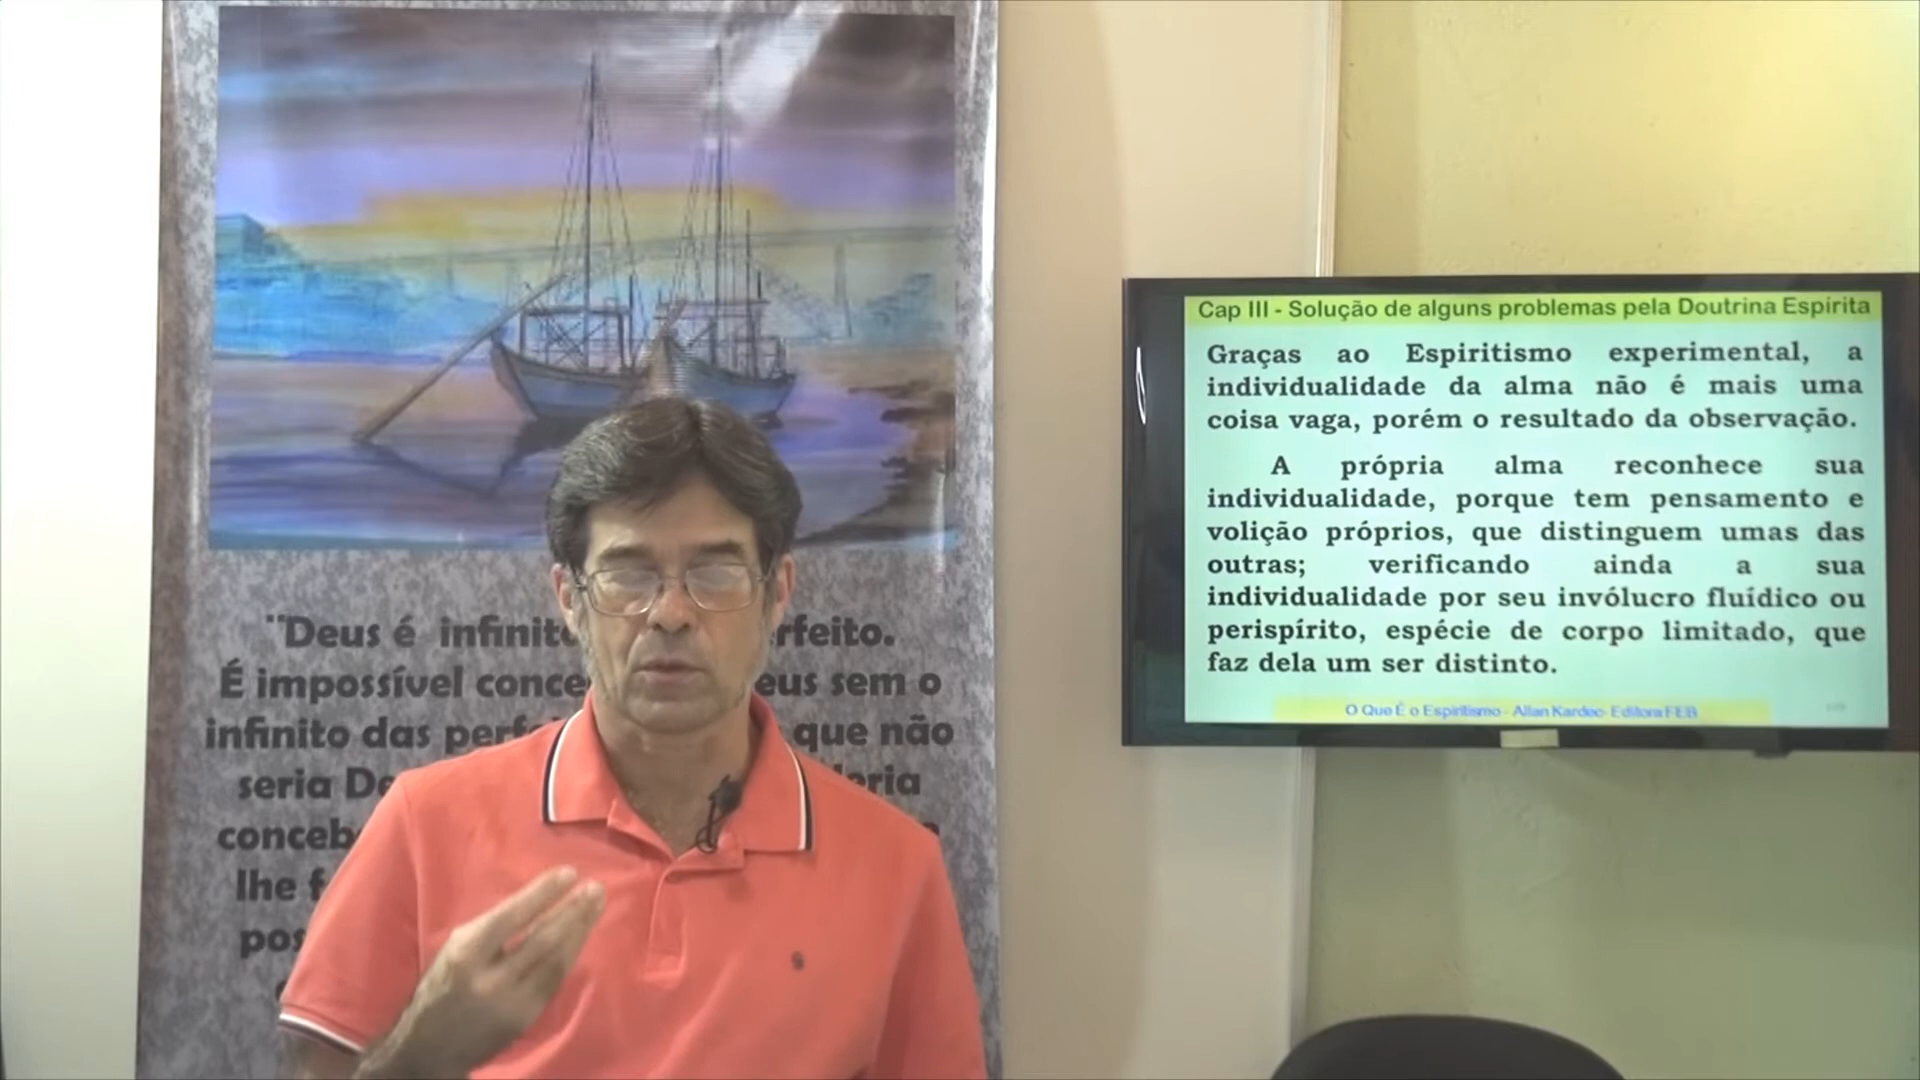 ¨Deus é infinit rfeito.
É impossível conce eus sem o
infinito das perf que não
seria De eria
conceb
lhe f
pos
Cap III - Solução de alguns problemas pela Doutrina Espírita
Graças ao Espiritismo experimental, a
individualidade da alma não é mais uma
coisa vaga, porém o resultado da observação.
A própria alma reconhece sua
individualidade, porque tem pensamento e
volição próprios, que distinguem umas das
outras; verificando ainda a sua
individualidade por seu invólucro fluídico ou
perispírito, espécie de corpo limitado, que
faz dela um ser distinto.
O Que É o Espiritismo - Allan Kardec- Editora FEB